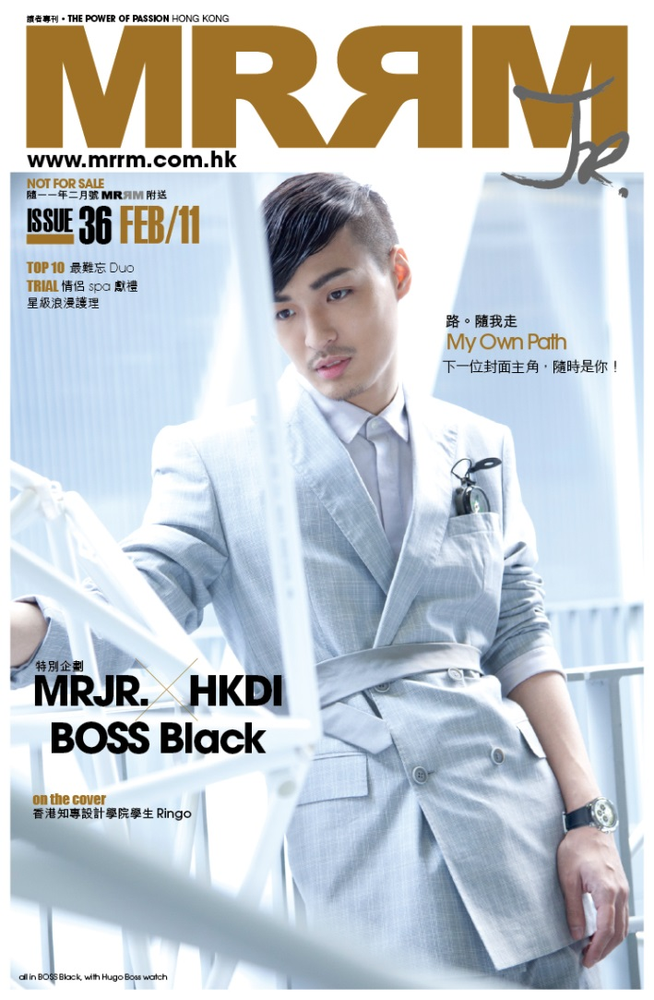 讀者專刊 • THE POWER OF PASSION HONG KONG
MRЯM
Jr.
www.mrrm.com.hk
NOT FOR SALE
隨一一年二月號 MRЯM 附送
ISSUE 36 FEB/11
TOP 10 最難忘 Duo
TRIAL 情侶 spa 獻禮
星級浪漫護理
路。隨我走
My Own Path
下一位封面主角，隨時是你！
特別企劃
MRJR. X HKDI
BOSS Black
on the cover
香港知專設計學院學生 Ringo
all in BOSS Black, with Hugo Boss watch